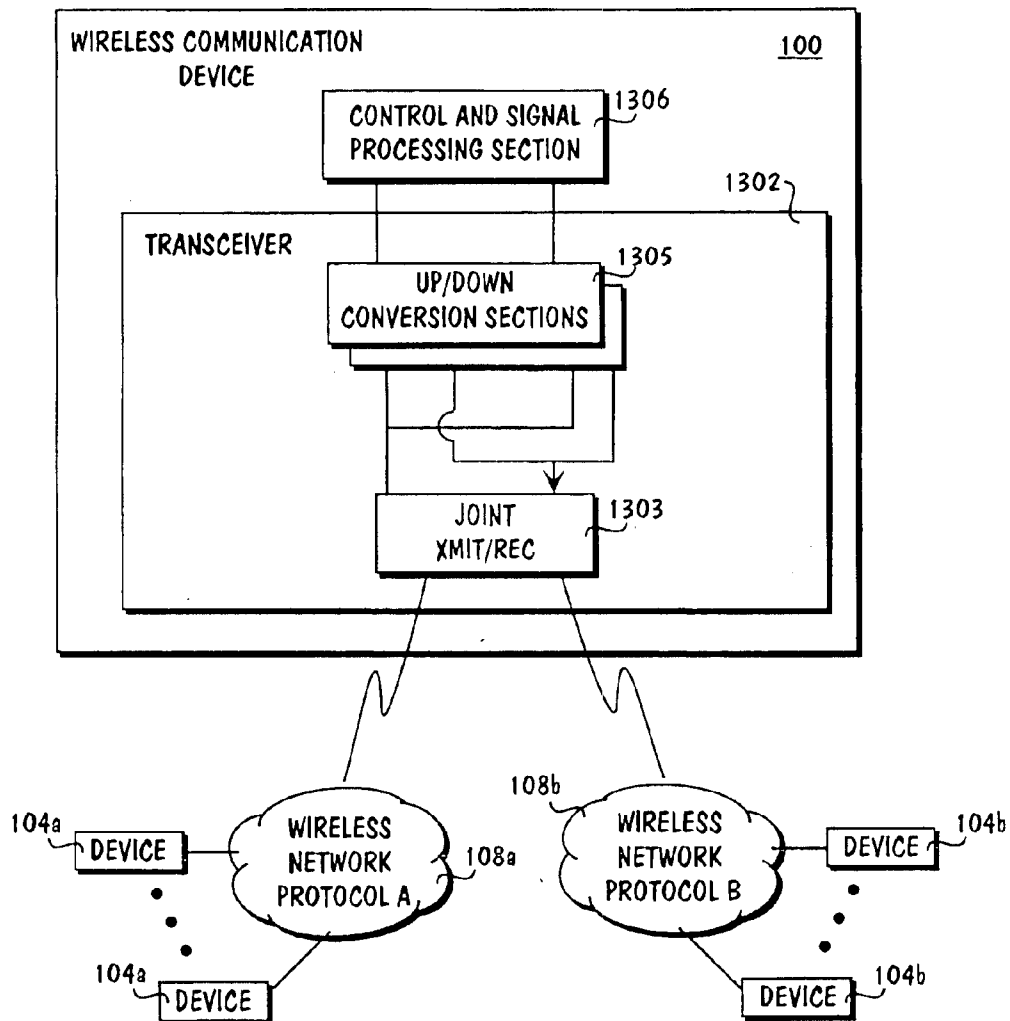 WIRELESS COMMUNICATION
DEVICE
100
1306
CONTROL AND SIGNAL
PROCESSING SECTION
1302
TRANSCEIVER
1305
UP/DOWN
CONVERSION SECTIONS
1303
JOINT
XMIT/REC
108b
104a
DEVICE
WIRELESS
NETWORK
PROTOCOL A
108a
WIRELESS
NETWORK
PROTOCOL B
104b
DEVICE
104a
DEVICE
DEVICE
104b